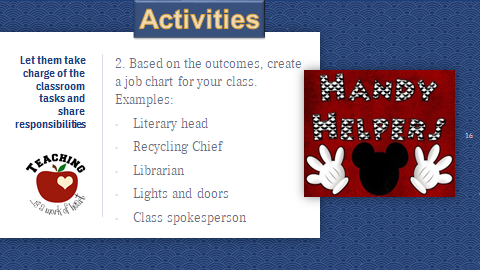 Activities
Let them take
charge of the
classroom
tasks and
share
responsibilities
2. Based on the outcomes, create
a job chart for your class.
Examples:
Literary head
Recycling Chief
Librarian
Lights and doors
Class spokesperson
TEACHING
...is a work of heart
HANDY
HELPERS
16